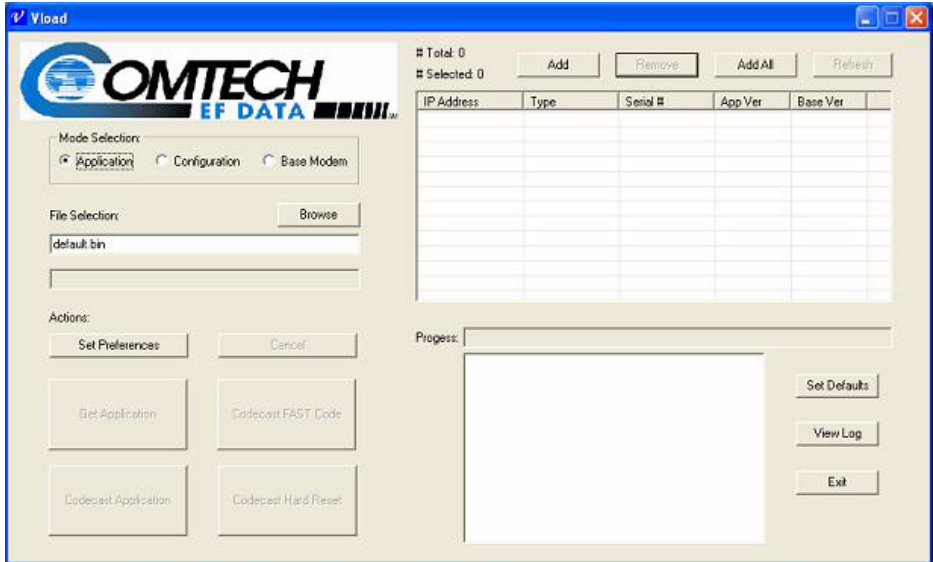 Vload
COMTECH
EF DATA
# Total: 0
# Selected: 0
Add
Remove
Add All
Refresh
IP Address Type Serial # App Ver Base Ver
Mode Selection:
Application Configuration Base Modem
File Selection:
Browse
default.bin
Actions:
Set Preferences
Cancel
Get Application
Codecast FAST Code
Codecast Application
Codecast Hard Reset
Progess:
Set Defaults
View Log
Exit